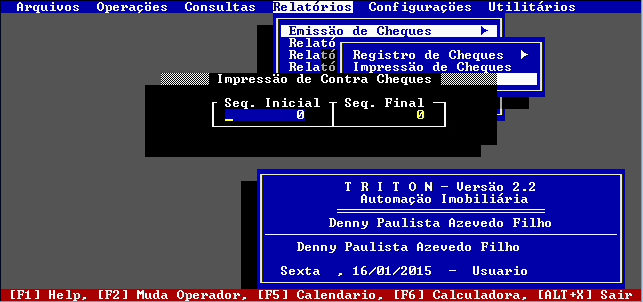 Arquivos Operações Consultas Relatórios Configurações Utilitários
Emissão de Cheques
Relató
Relató Registro de Cheques
Relató Impressão de Cheques
Impressão de Contra Cheques
Seq. Inicial Seq. Final
0 0
T R I T O N - Versão 2.2
Automação Imobiliária
Denny Paulista Azevedo Filho
Denny Paulista Azevedo Filho
Sexta , 16/01/2015 - Usuario
[F1] Help, [F2] Muda Operador, [F5] Calendario, [F6] Calculadora, [ALT+X] Sair